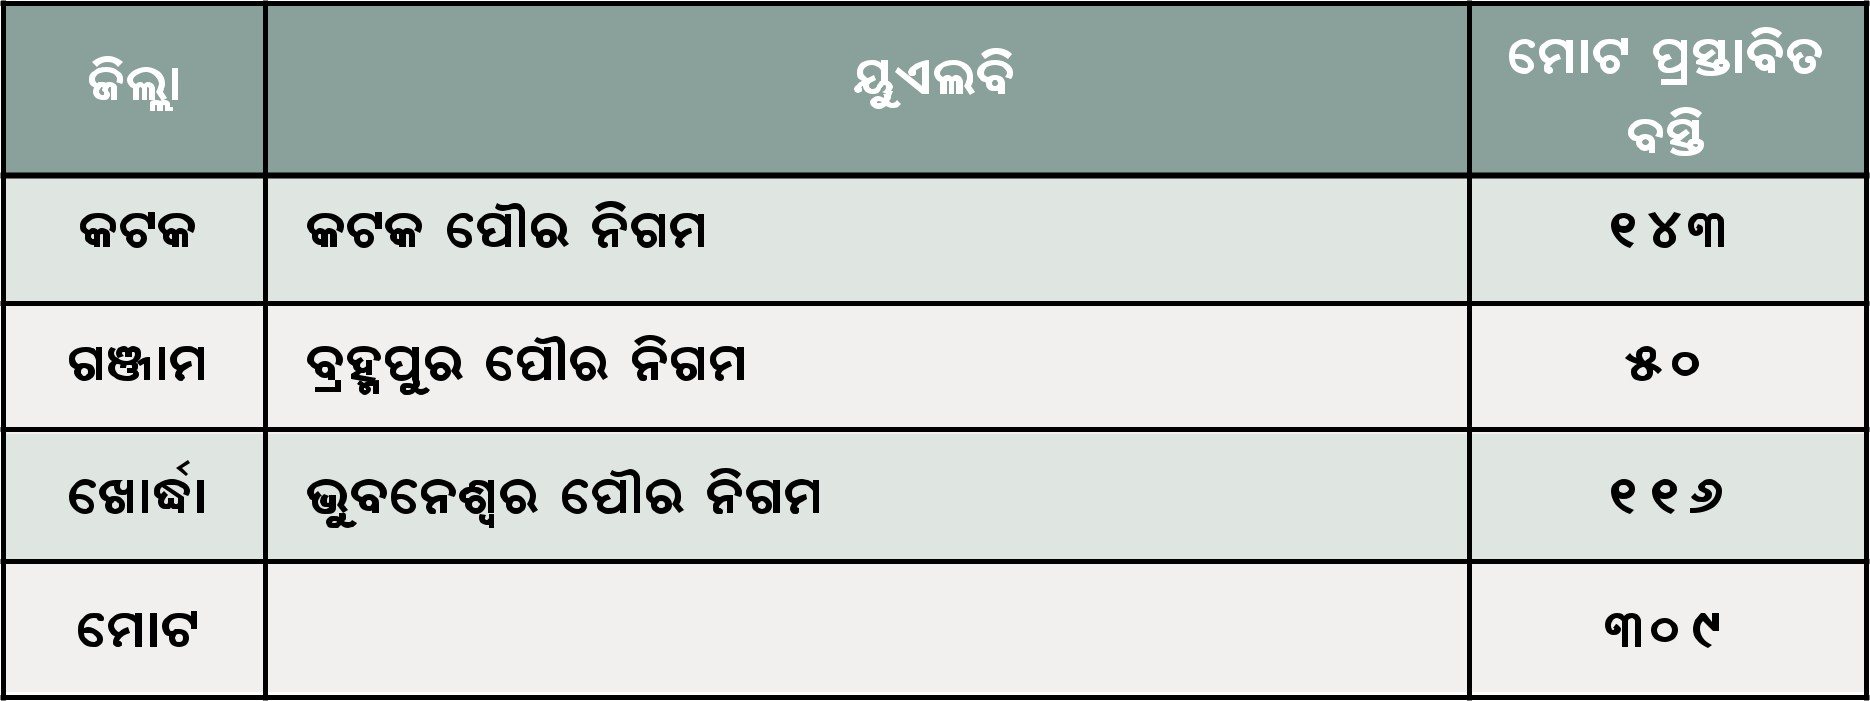 ଜିଲ୍ଲା ୟୁଏଲବି ମୋଟ ପ୍ରସ୍ତାବିତ
ବସ୍ତି
କଟକ କଟକ ପୌର ନିଗମ ୧୪୩
ଗଞ୍ଜାମ ବ୍ରହ୍ମପୁର ପୌର ନିଗମ ୫୦
ଖୋର୍ଦ୍ଧା ଭୁବନେଶ୍ୱର ପୌର ନିଗମ ୧୧୬
ମୋଟ ୩୦୯